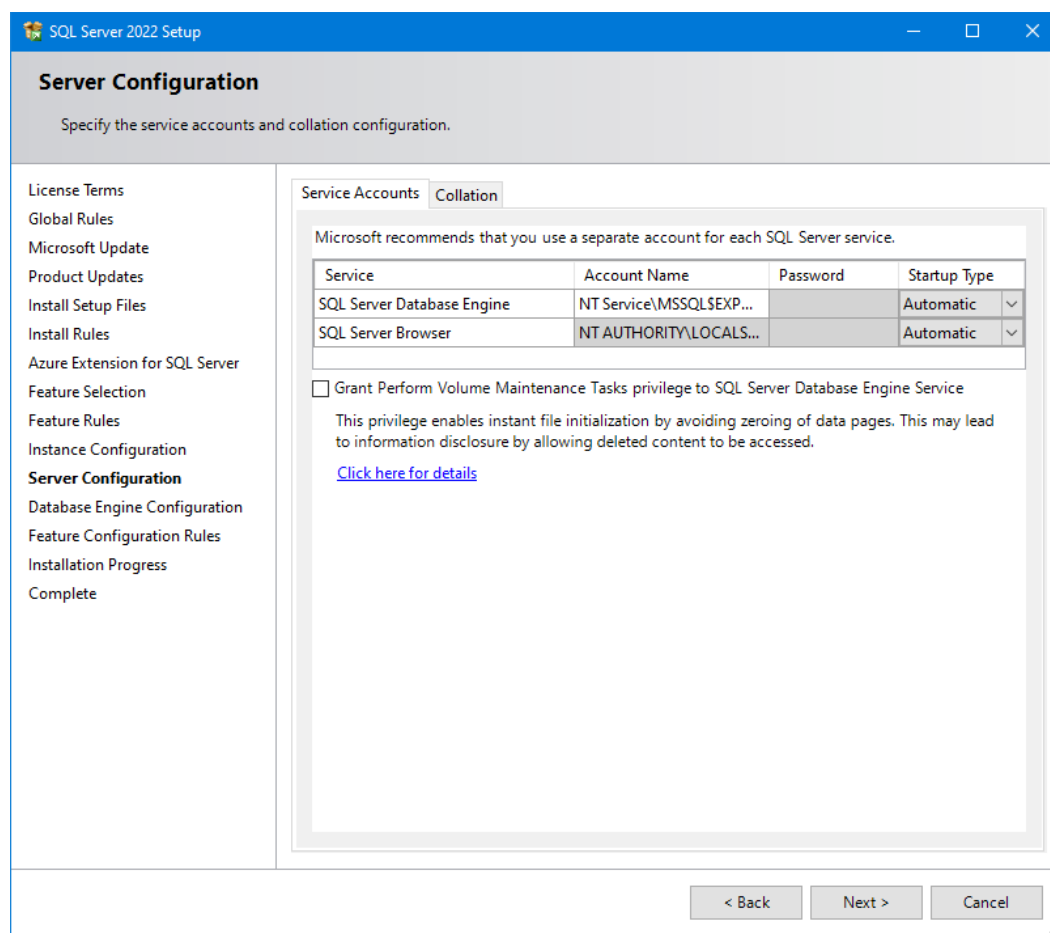 SQL Server 2022 Setup
Server Configuration
Specify the service accounts and collation configuration.
License Terms
Global Rules
Microsoft Update
Product Updates
Install Setup Files
Install Rules
Azure Extension for SQL Server
Feature Selection
Feature Rules
Instance Configuration
Server Configuration
Database Engine Configuration
Feature Configuration Rules
Installation Progress
Complete
Service Accounts Collation
Microsoft recommends that you use a separate account for each SQL Server service.
Service Account Name Password Startup Type
SQL Server Database Engine NT Service\MSSQL$EXP... Automatic
SQL Server Browser NT AUTHORITY\LOCALS... Automatic
Grant Perform Volume Maintenance Tasks privilege to SQL Server Database Engine Service
This privilege enables instant file initialization by avoiding zeroing of data pages. This may lead
to information disclosure by allowing deleted content to be accessed.
Click here for details
< Back Next > Cancel